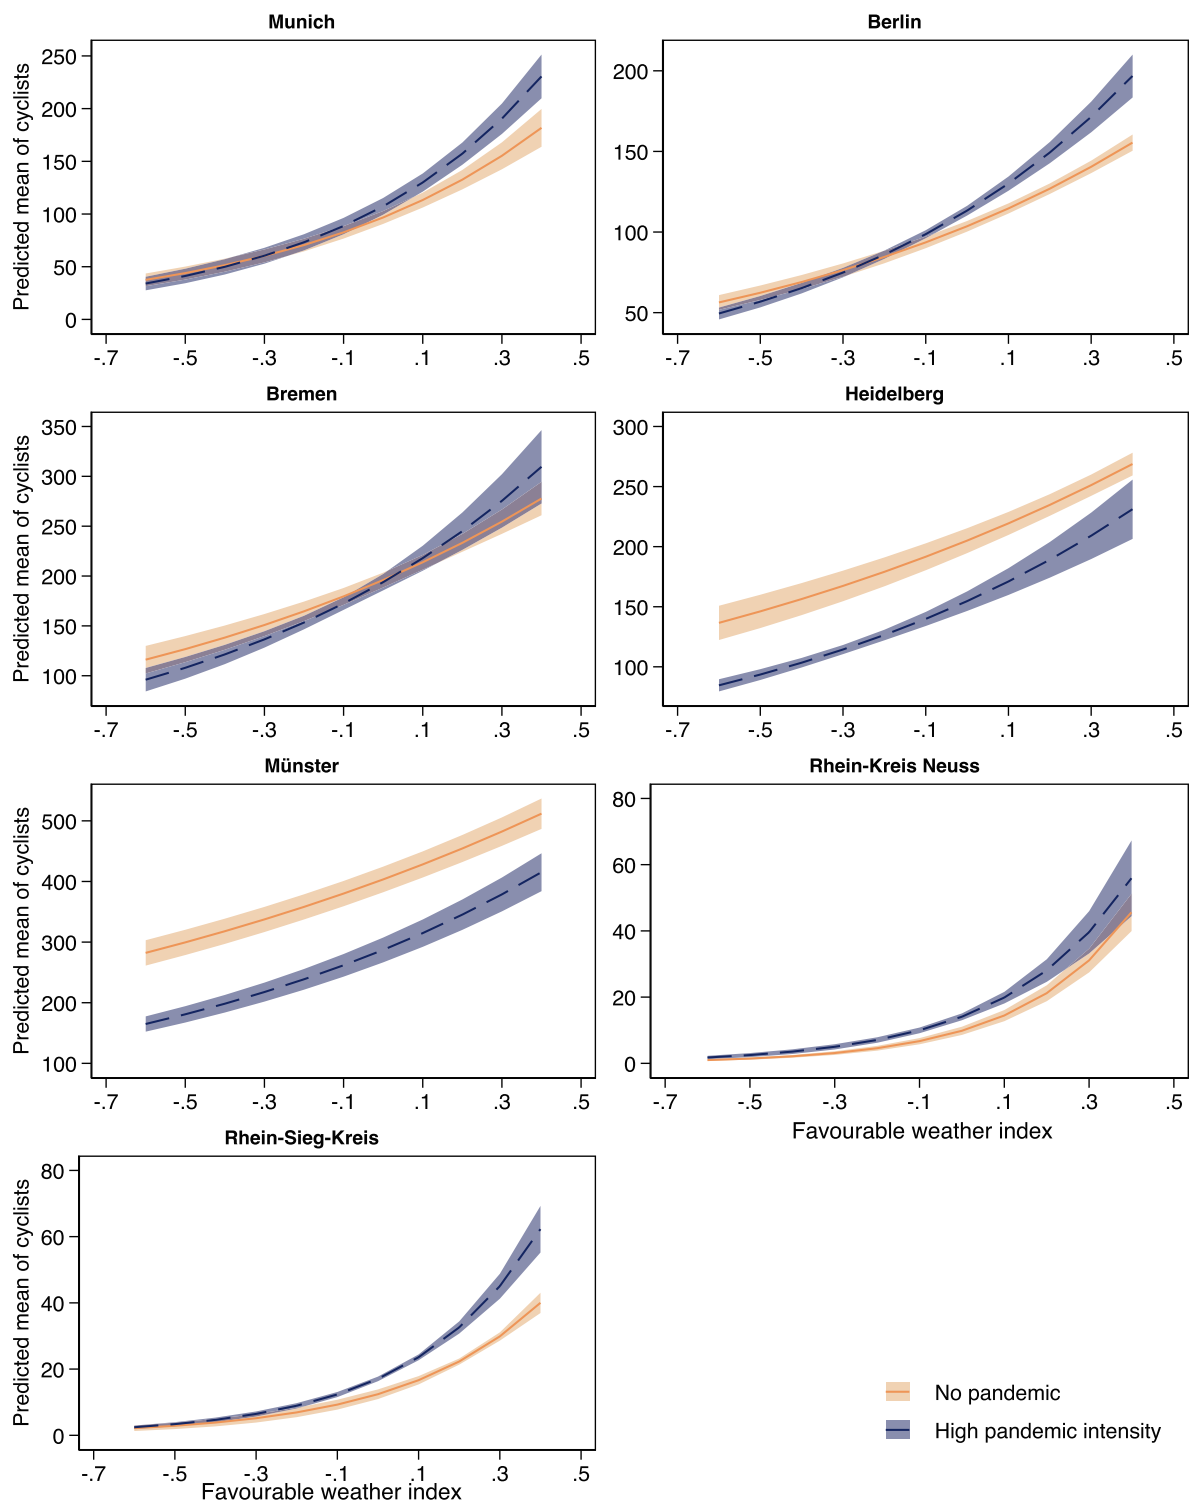 Munich
Predicted mean of cyclists
250
200
150
100
50
0
-.7 -.5 -.3 -.1 .1 .3 .5
Berlin
200
150
100
50
-.7 -.5 -.3 -.1 .1 .3 .5
Bremen
Predicted mean of cyclists
350
300
250
200
150
100
-.7 -.5 -.3 -.1 .1 .3 .5
Heidelberg
300
250
200
150
100
-.7 -.5 -.3 -.1 .1 .3 .5
Münster
Predicted mean of cyclists
500
400
300
200
100
-.7 -.5 -.3 -.1 .1 .3 .5
Rhein-Kreis Neuss
80
60
40
20
0
-.7 -.5 -.3 -.1 .1 .3 .5
Favourable weather index
Rhein-Sieg-Kreis
Predicted mean of cyclists
80
60
40
20
0
-.7 -.5 -.3 -.1 .1 .3 .5
Favourable weather index
No pandemic
High pandemic intensity